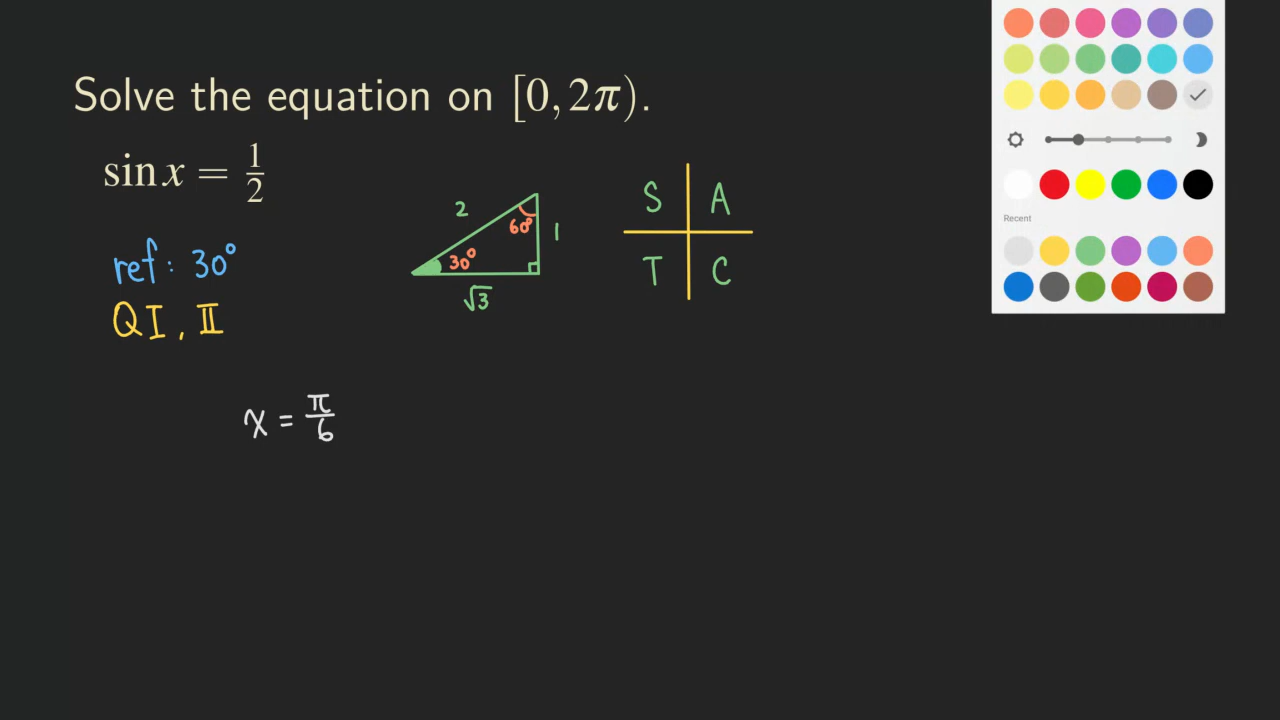 Solve the equation on [0, 2π).
sin x = 1/2
ref: 30°
QI, II
2
60°
1
30°
√3
S A
T C
x = π/6
Recent